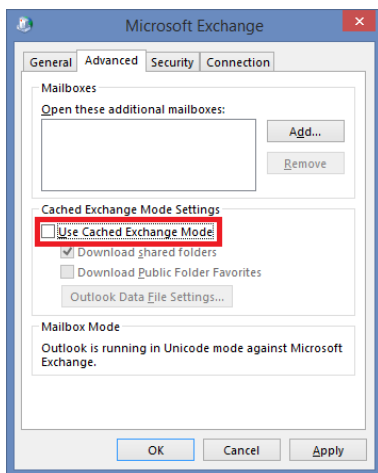 Microsoft Exchange
General Advanced Security Connection
Mailboxes
Open these additional mailboxes:
Add...
Remove
Cached Exchange Mode Settings
Use Cached Exchange Mode
Download shared folders
Download Public Folder Favorites
Outlook Data File Settings...
Mailbox Mode
Outlook is running in Unicode mode against Microsoft
Exchange.
OK Cancel Apply